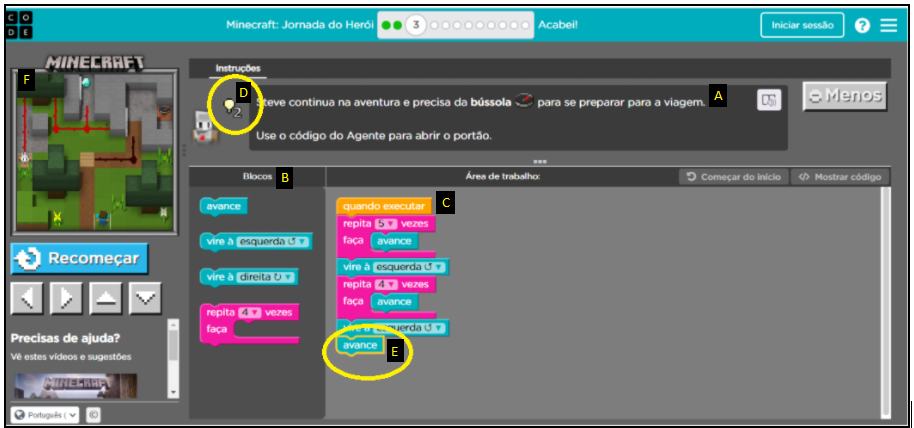 C O
D E
Minecraft: Jornada do Herói
3
Acabei!
Iniciar sessão
?
MINECRAFT
F
Instruções
D
2
Steve continua na aventura e precisa da bússola para se preparar para a viagem.
A
Menos
Use o código do Agente para abrir o portão.
Blocos
B
Área de trabalho:
Começar do início
</> Mostrar código
avance
vire à esquerda ↺
vire à direita ↻
repita 4 vezes
faça
quando executar
C
repita 5 vezes
faça avance
vire à esquerda ↺
repita 4 vezes
faça avance
vire à esquerda ↺
avance
E
Recomeçar
Precisas de ajuda?
Vê estes vídeos e sugestões
MINECRAFT
Português (
©